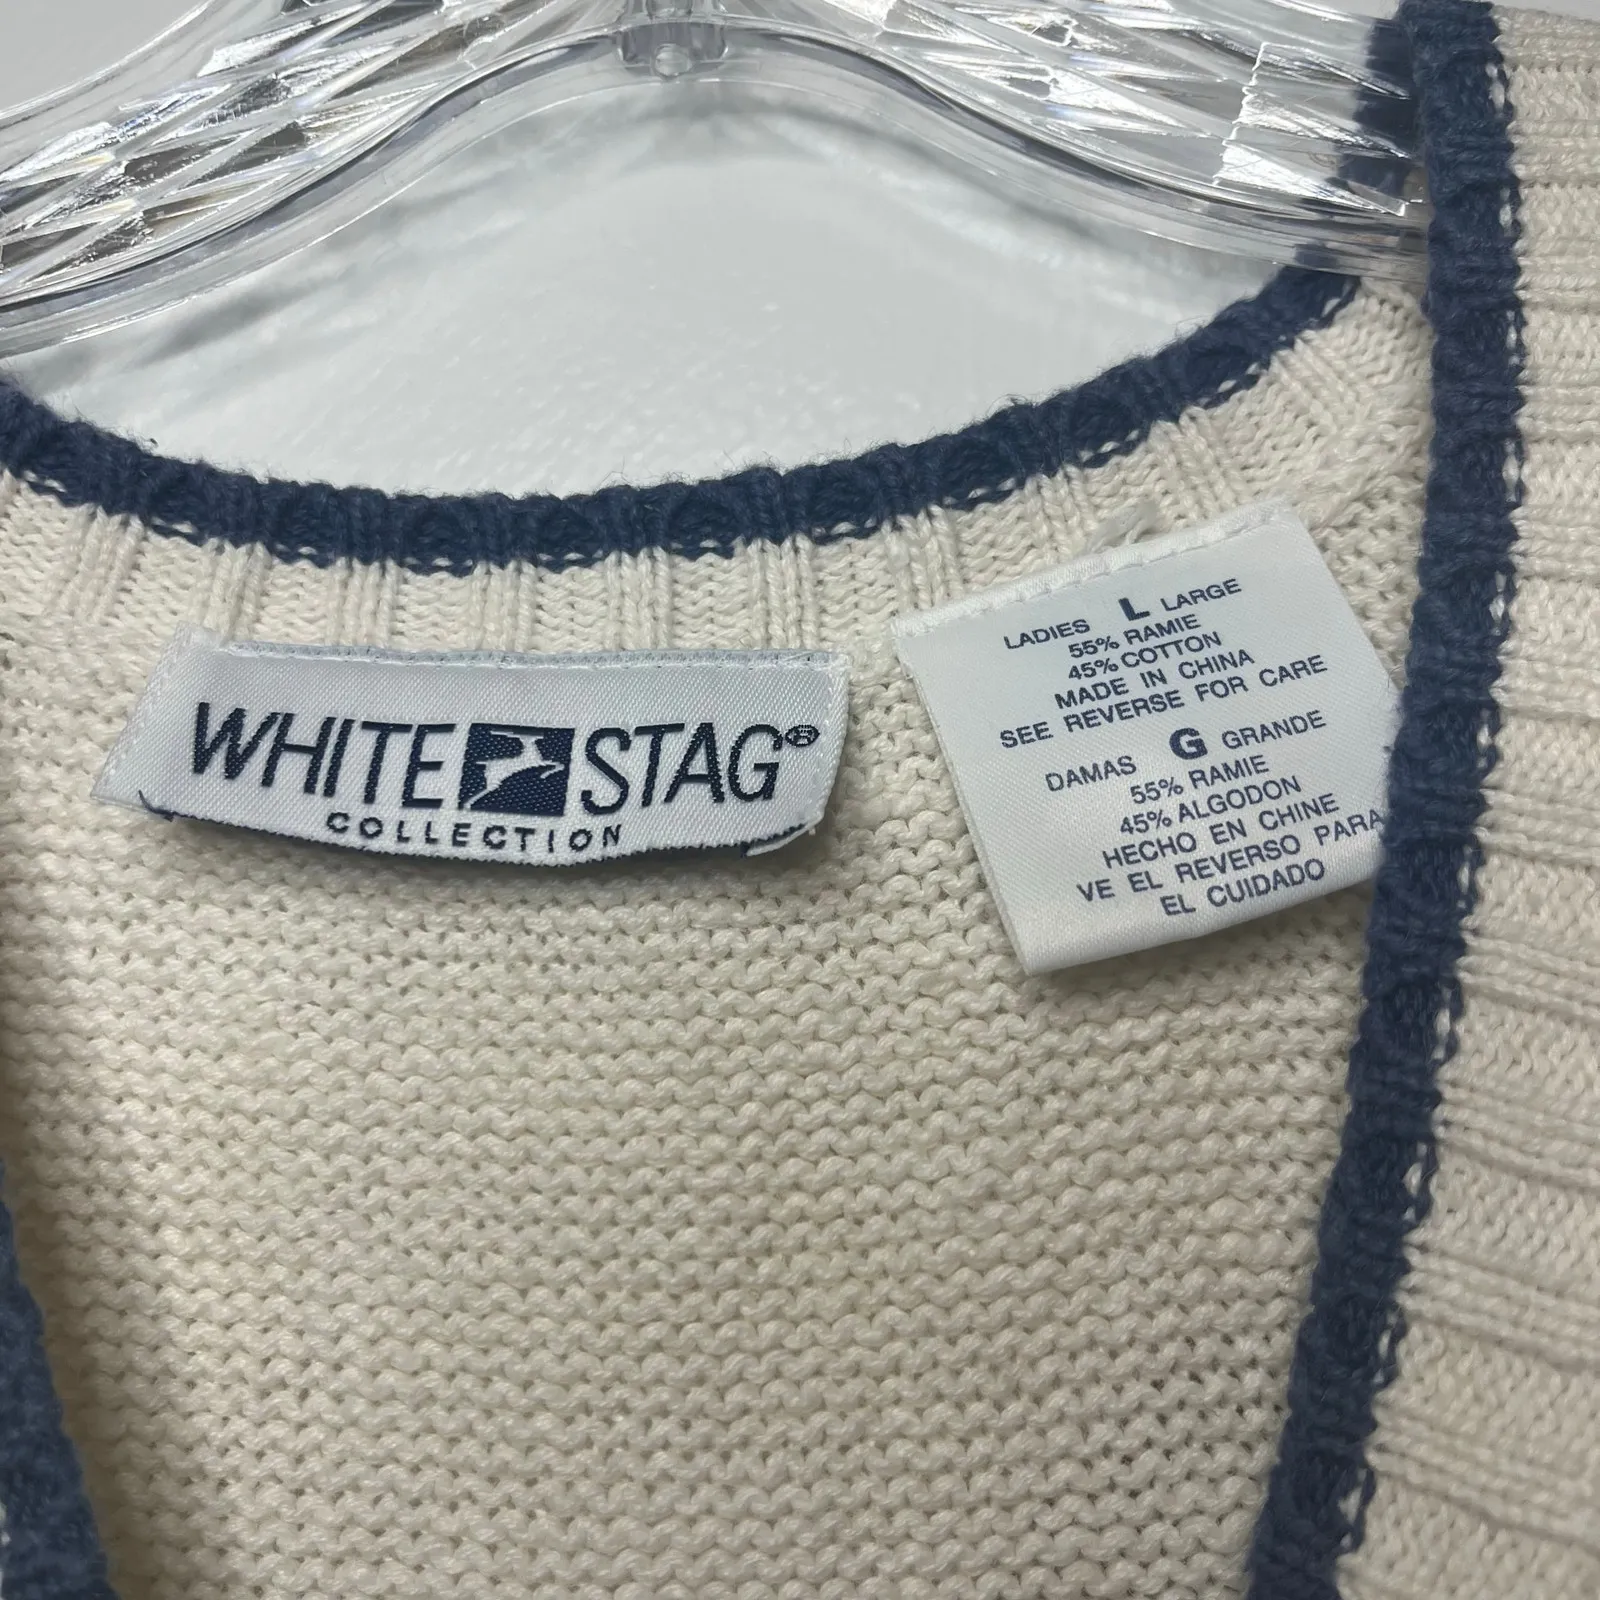 WHITE STAG®
COLLECTION
LADIES L LARGE
55% RAMIE
45% COTTON
MADE IN CHINA
SEE REVERSE FOR CARE
DAMAS G GRANDE
55% RAMIE
45% ALGODON
HECHO EN CHINE
VE EL REVERSO PARA
EL CUIDADO